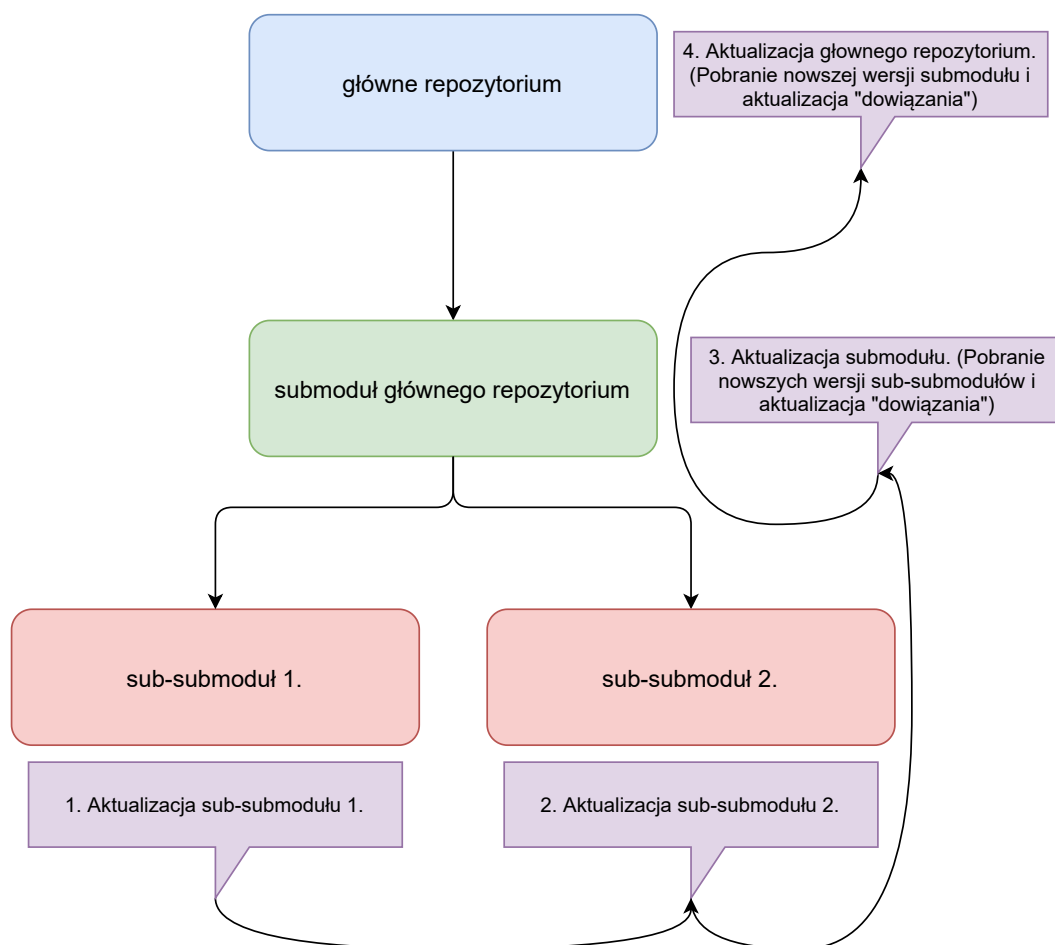 główne repozytorium
4. Aktualizacja głownego repozytorium.
(Pobranie nowszej wersji submodułu i
aktualizacja "dowiązania")
submoduł głównego repozytorium
3. Aktualizacja submodułu. (Pobranie
nowszych wersji sub-submodułów i
aktualizacja "dowiązania")
sub-submoduł 1.
sub-submoduł 2.
1. Aktualizacja sub-submodułu 1.
2. Aktualizacja sub-submodułu 2.